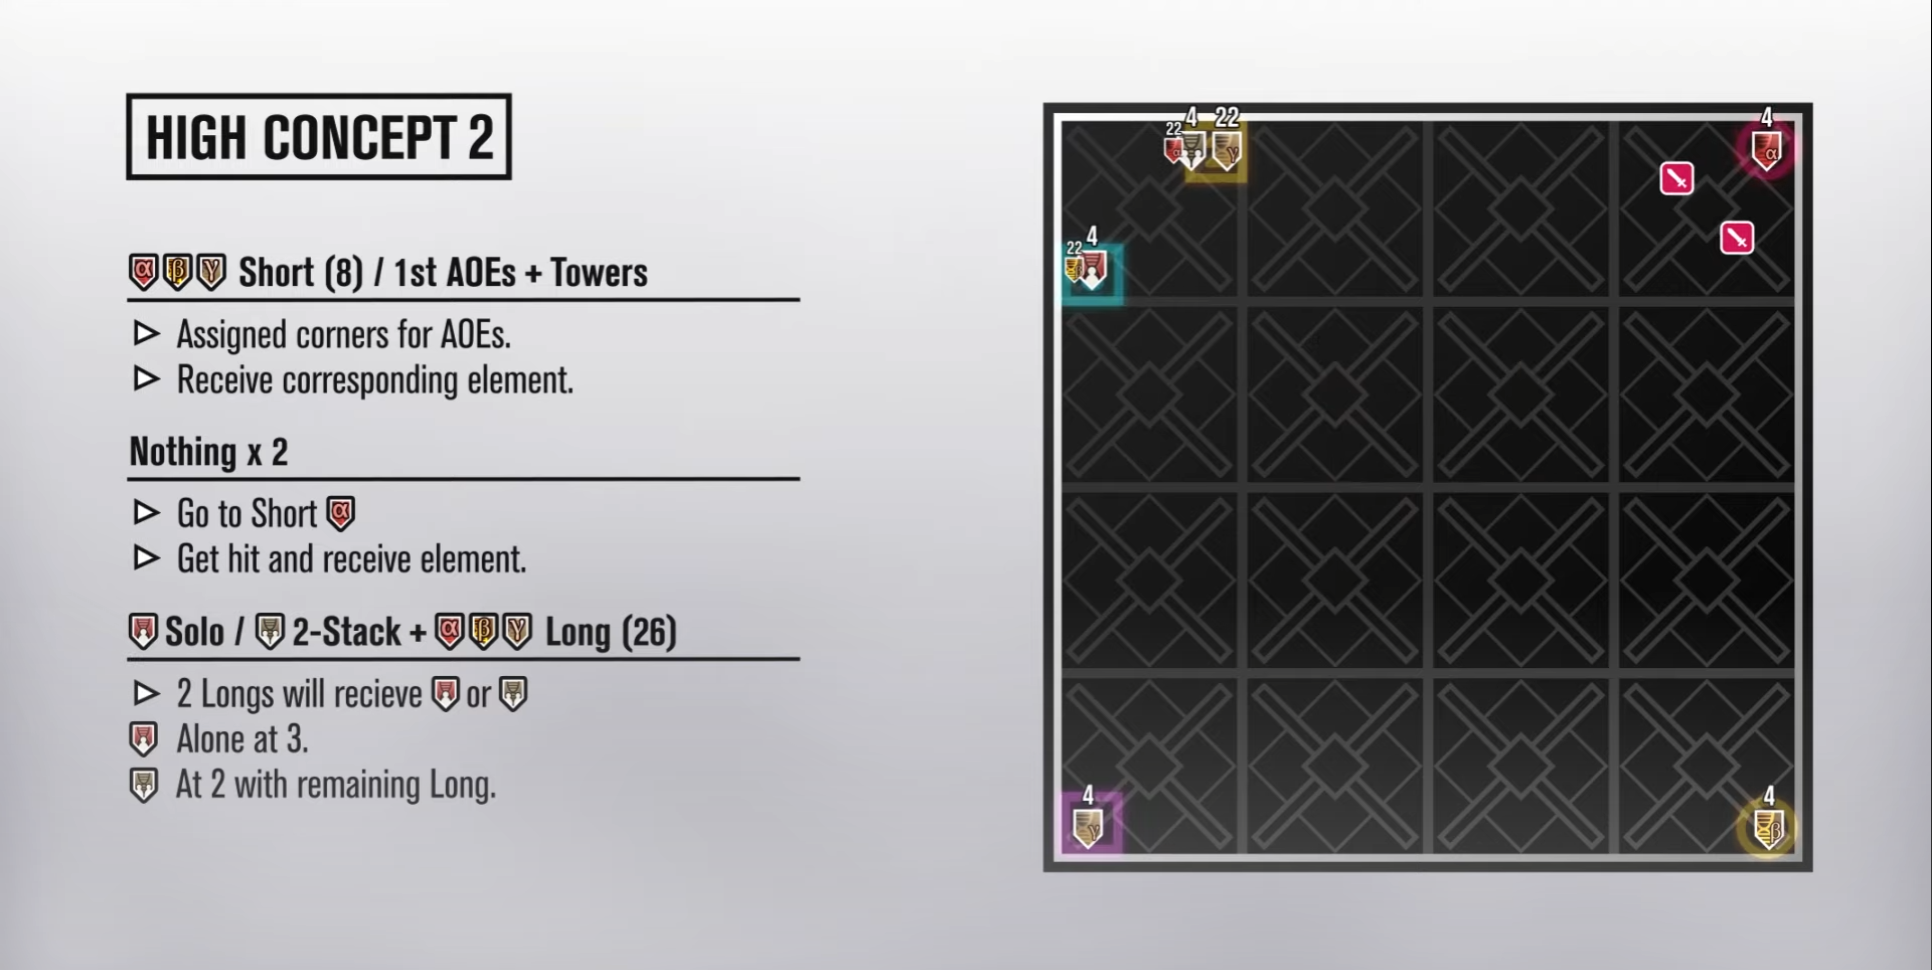 HIGH CONCEPT 2
α β γ Short (8) / 1st AOEs + Towers
Assigned corners for AOEs.
Receive corresponding element.
Nothing x 2
Go to Short α
Get hit and receive element.
Solo / 2-Stack + α β γ Long (26)
2 Longs will recieve or
Alone at 3.
At 2 with remaining Long.
22 4 22 4
α γ α
22 4
β
4 4
γ β